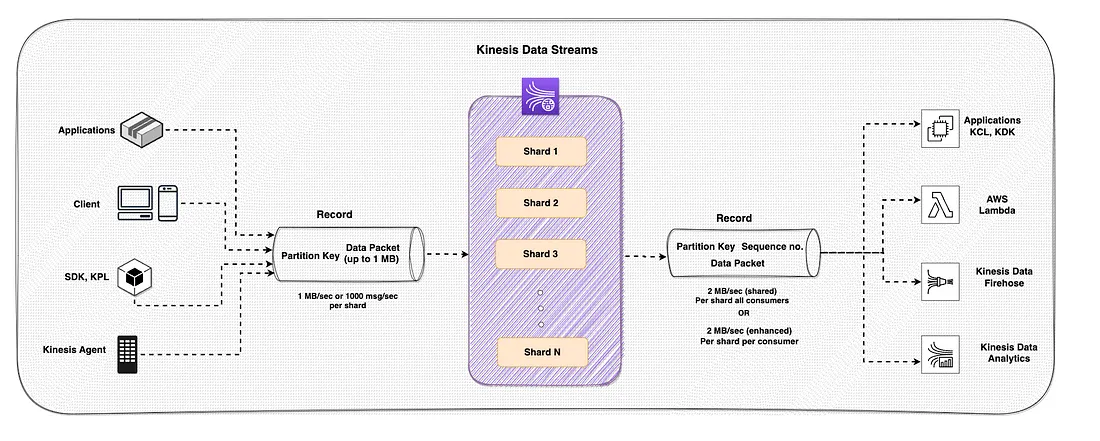 Kinesis Data Streams
Applications
Client
SDK, KPL
Kinesis Agent
Record
Partition Key
Data Packet
(up to 1 MB)
1 MB/sec or 1000 msg/sec
per shard
Shard 1
Shard 2
Shard 3
Shard N
Record
Partition Key Sequence no.
Data Packet
2 MB/sec (shared)
Per shard all consumers
OR
2 MB/sec (enhanced)
Per shard per consumer
Applications
KCL, KDK
AWS
Lambda
Kinesis Data
Firehose
Kinesis Data
Analytics